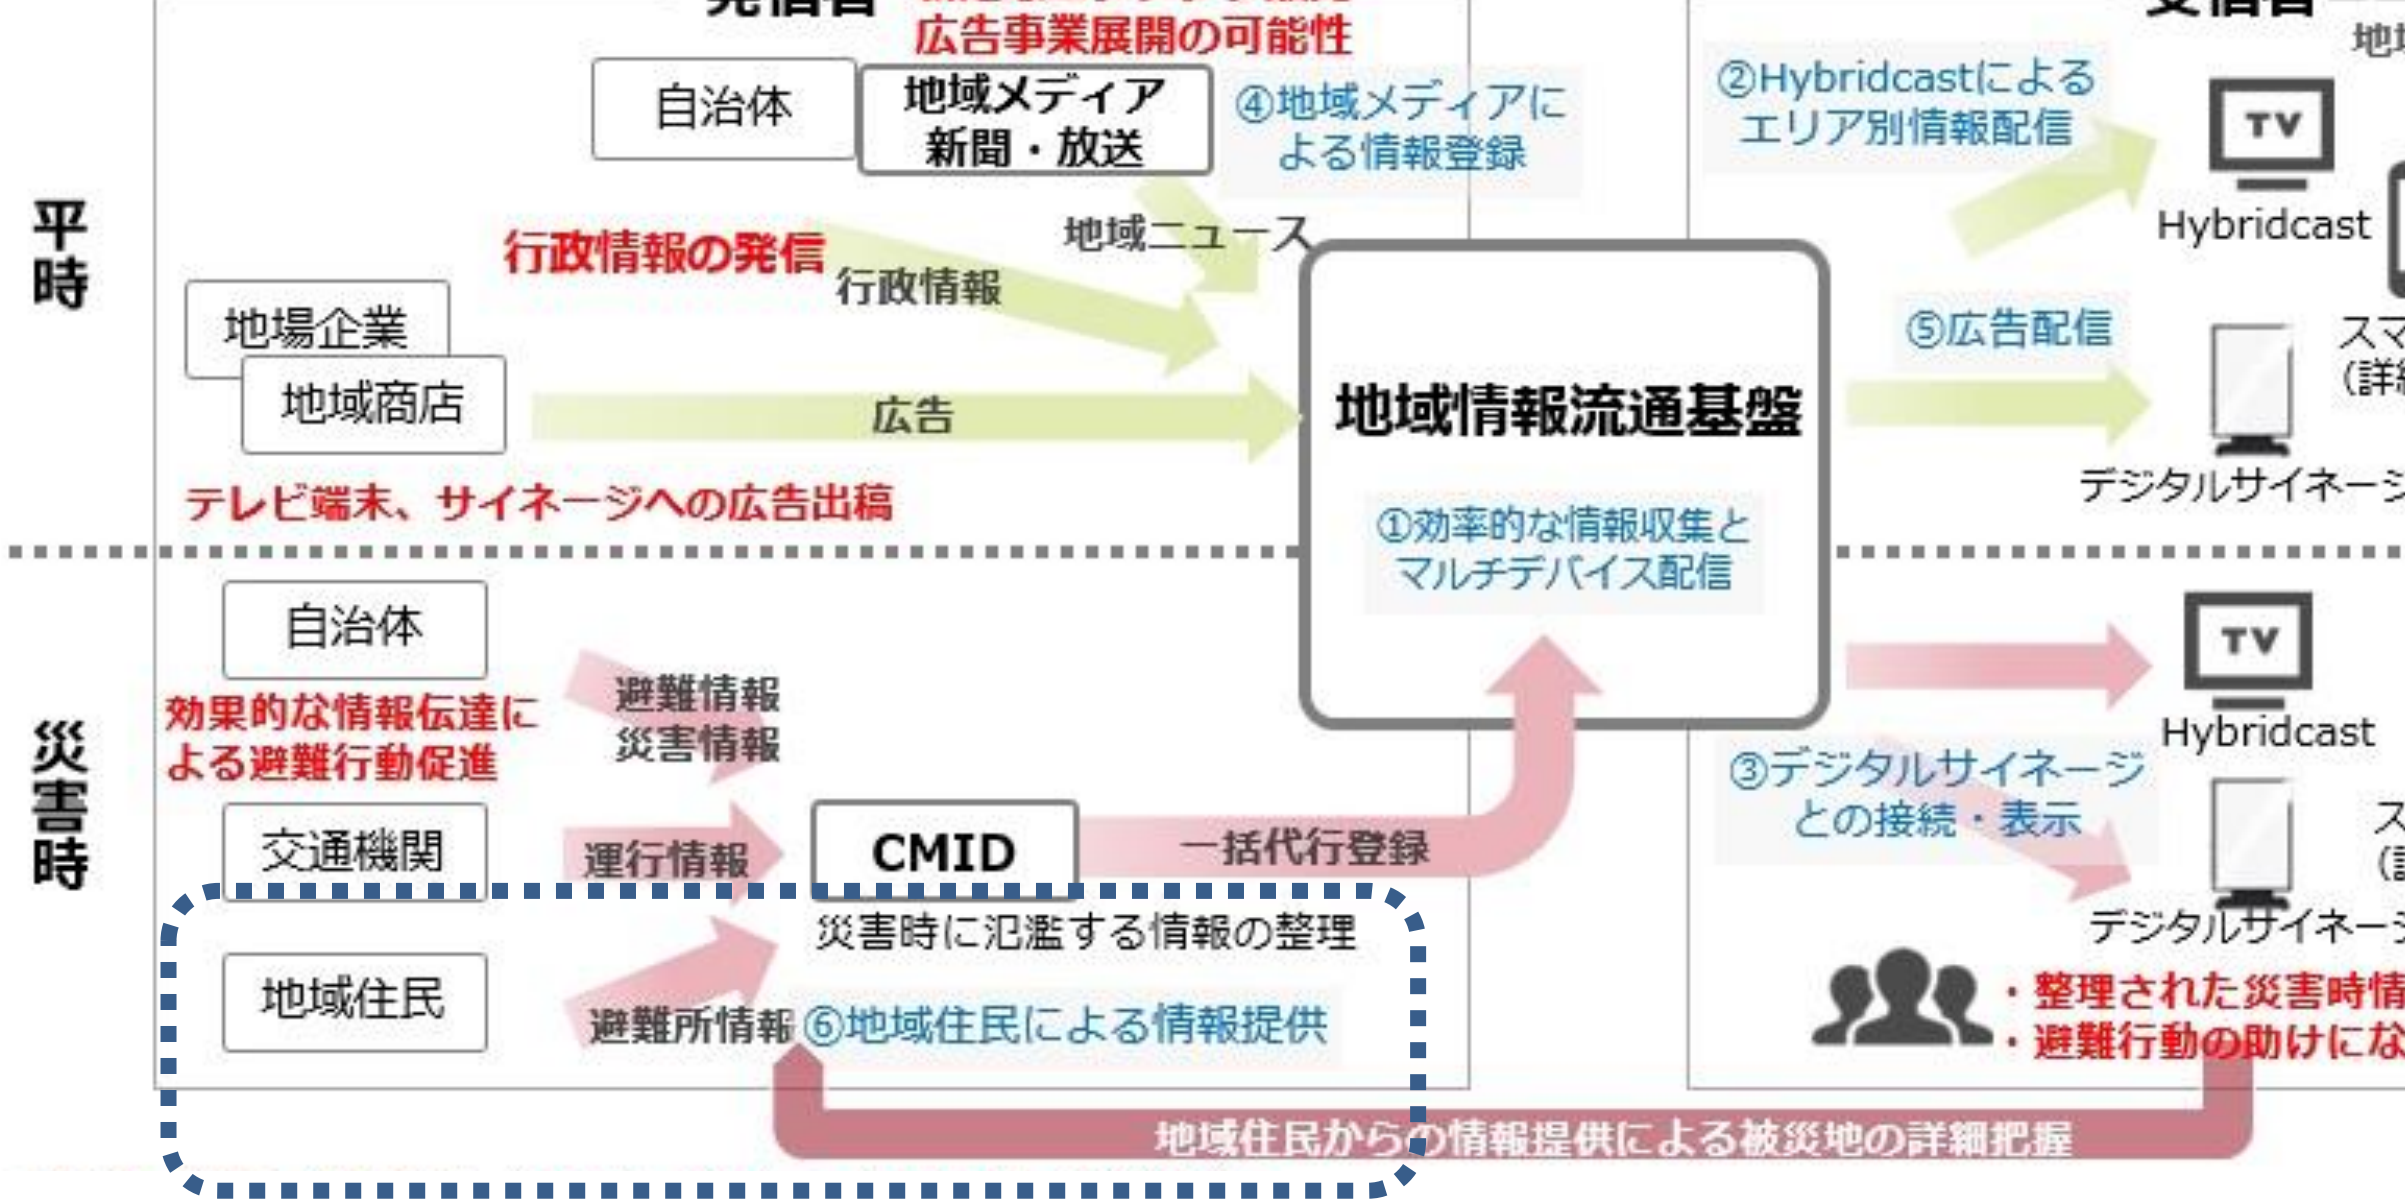 広告事業展開の可能性
自治体
地域メディア
新聞・放送
④地域メディアに
よる情報登録
②Hybridcastによる
エリア別情報配信
TV
Hybridcast
平時
行政情報の発信
地域ニュース
行政情報
地場企業
地域商店
広告
地域情報流通基盤
⑤広告配信
デジタルサイネージ
テレビ端末、サイネージへの広告出稿
①効率的な情報収集と
マルチデバイス配信
災害時
自治体
効果的な情報伝達に
よる避難行動促進
避難情報
災害情報
交通機関
運行情報
CMID
一括代行登録
災害時に氾濫する情報の整理
地域住民
避難所情報
⑥地域住民による情報提供
TV
Hybridcast
③デジタルサイネージ
との接続・表示
デジタルサイネー
・整理された災害時情
・避難行動の助けにな
地域住民からの情報提供による被災地の詳細把握